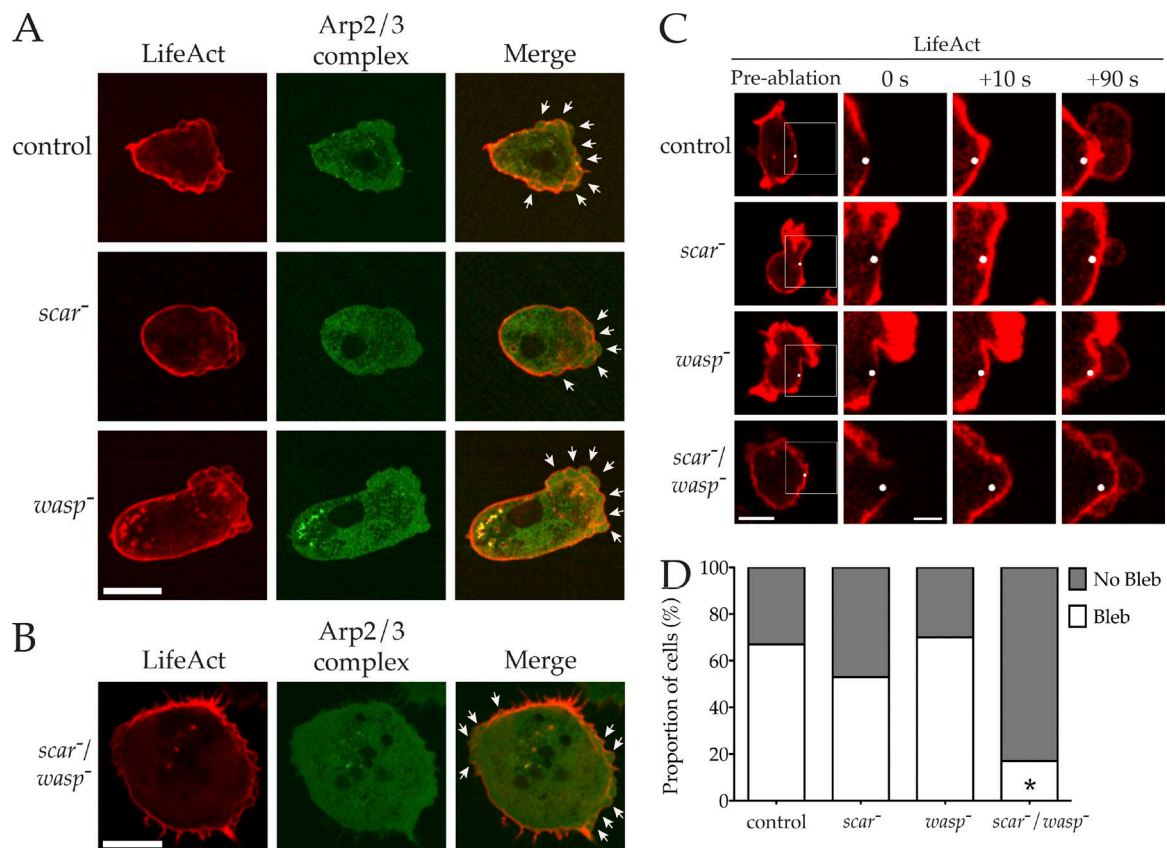 A
LifeAct
Arp2/3
complex
Merge
control
scar⁻
wasp⁻
B
LifeAct
Arp2/3
complex
Merge
scar⁻/
wasp⁻
C
LifeAct
Pre-ablation
0 s
+10 s
+90 s
control
scar⁻
wasp⁻
scar⁻/
wasp⁻
D
Proportion of cells (%)
100
80
60
40
20
0
*
control
scar⁻
wasp⁻
scar⁻/wasp⁻
No Bleb
Bleb